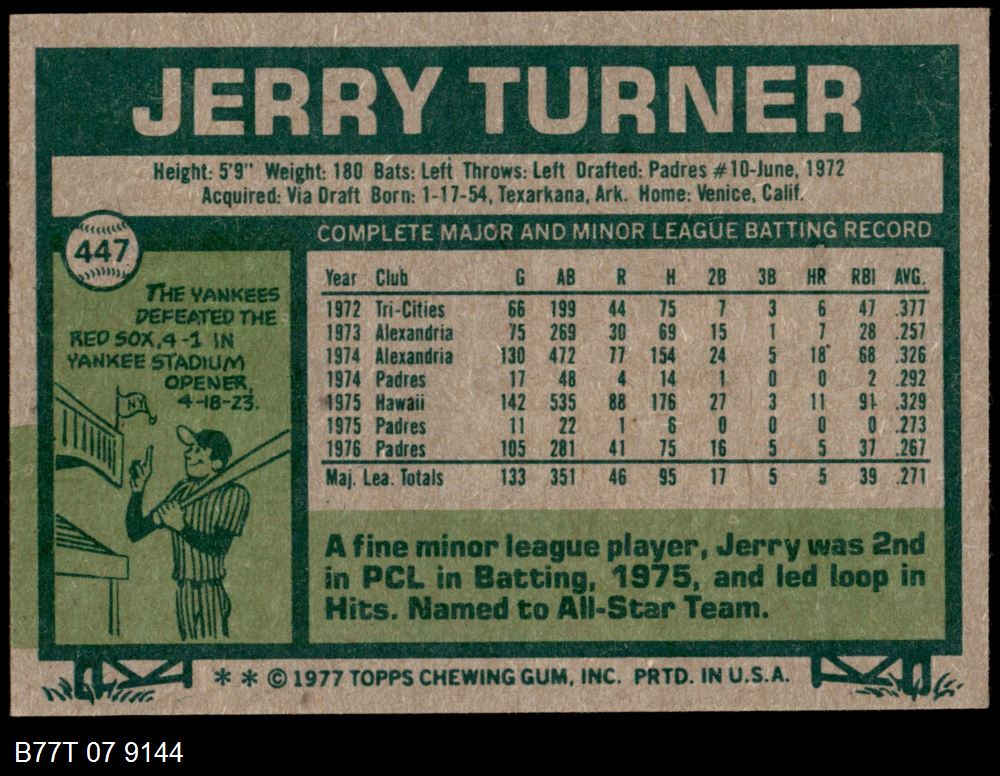 JERRY TURNER
Height: 5'9" Weight: 180 Bats: Left Throws: Left Drafted: Padres #10-June, 1972
Acquired: Via Draft Born: 1-17-54, Texarkana, Ark. Home: Venice, Calif.
447
THE YANKEES
DEFEATED THE
RED SOX, 4-1 IN
YANKEE STADIUM
OPENER,
4-18-23.
NY
COMPLETE MAJOR AND MINOR LEAGUE BATTING RECORD
Year Club G AB R H 2B 3B HR RBI AVG.
1972 Tri-Cities 66 199 44 75 7 3 6 47 .377
1973 Alexandria 75 269 30 69 15 1 7 28 .257
1974 Alexandria 130 472 77 154 24 5 18 68 .326
1974 Padres 17 48 4 14 1 0 0 2 .292
1975 Hawaii 142 535 88 176 27 3 11 91 .329
1975 Padres 11 22 1 6 0 0 0 0 .273
1976 Padres 105 281 41 75 16 5 5 37 .267
Maj. Lea. Totals 133 351 46 95 17 5 5 39 .271
A fine minor league player, Jerry was 2nd
in PCL in Batting, 1975, and led loop in
Hits. Named to All-Star Team.
* * © 1977 TOPPS CHEWING GUM, INC. PRTD. IN U.S.A.
B77T 07 9144